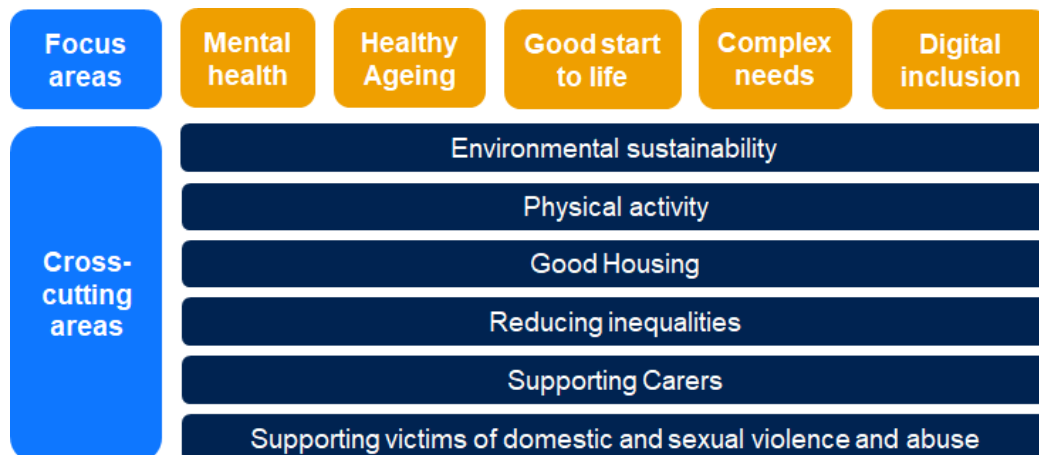 Focus
areas
Mental
health
Healthy
Ageing
Good start
to life
Complex
needs
Digital
inclusion
Cross-
cutting
areas
Environmental sustainability
Physical activity
Good Housing
Reducing inequalities
Supporting Carers
Supporting victims of domestic and sexual violence and abuse